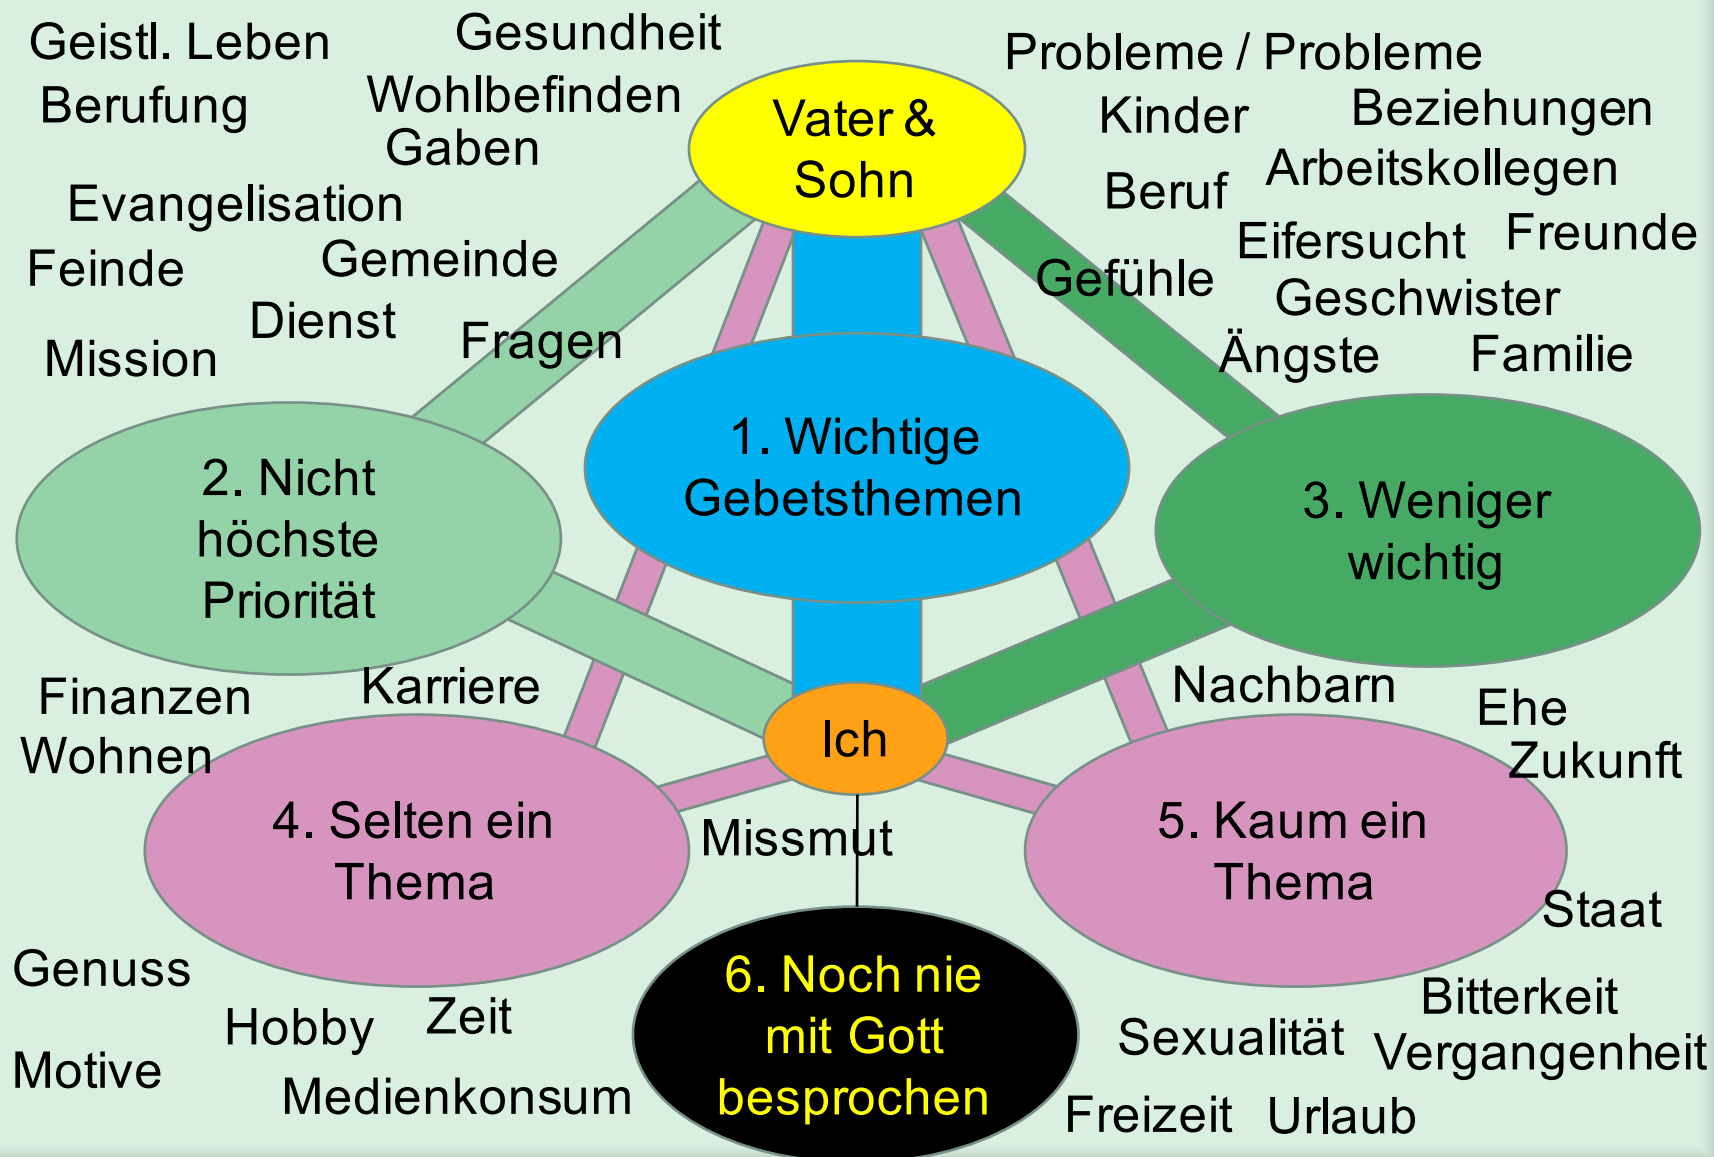 Geistl. Leben
Gesundheit
Probleme / Probleme
Berufung
Wohlbefinden
Vater &
Sohn
Kinder
Beziehungen
Gaben
Beruf
Arbeitskollegen
Evangelisation
Eifersucht
Freunde
Feinde
Gemeinde
Gefühle
Geschwister
Dienst
Fragen
Mission
Ängste
Familie
1. Wichtige
Gebetsthemen
2. Nicht
höchste
Priorität
3. Weniger
wichtig
Finanzen
Karriere
Nachbarn
Ehe
Wohnen
Ich
Zukunft
4. Selten ein
Thema
Missmut
5. Kaum ein
Thema
Staat
Genuss
6. Noch nie
mit Gott
besprochen
Bitterkeit
Hobby
Zeit
Sexualität
Vergangenheit
Motive
Medienkonsum
Freizeit
Urlaub